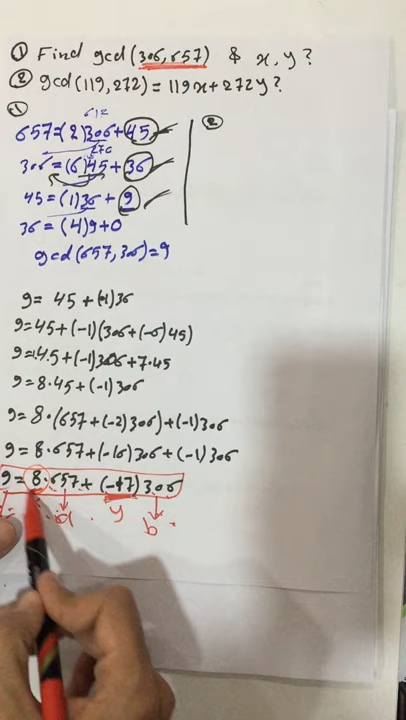 ① Find gcd(306,657) & x,y?
② gcd(119,272)=119x+272y?
①
612
657=(2)306+45
270
306=(6)45+36
45=(1)36+9
36=(4)9+0
gcd(657,306)=9
②
9= 45 +(-1)36
9=45+(-1)(306+(-6)45)
9=1.45+(-1)306+7.45
9=8.45+(-1)306
9=8.(657+(-2)306)+(-1)306
9=8.657+(-16)306+(-1)306
9=8.657+(-17)306
a y b